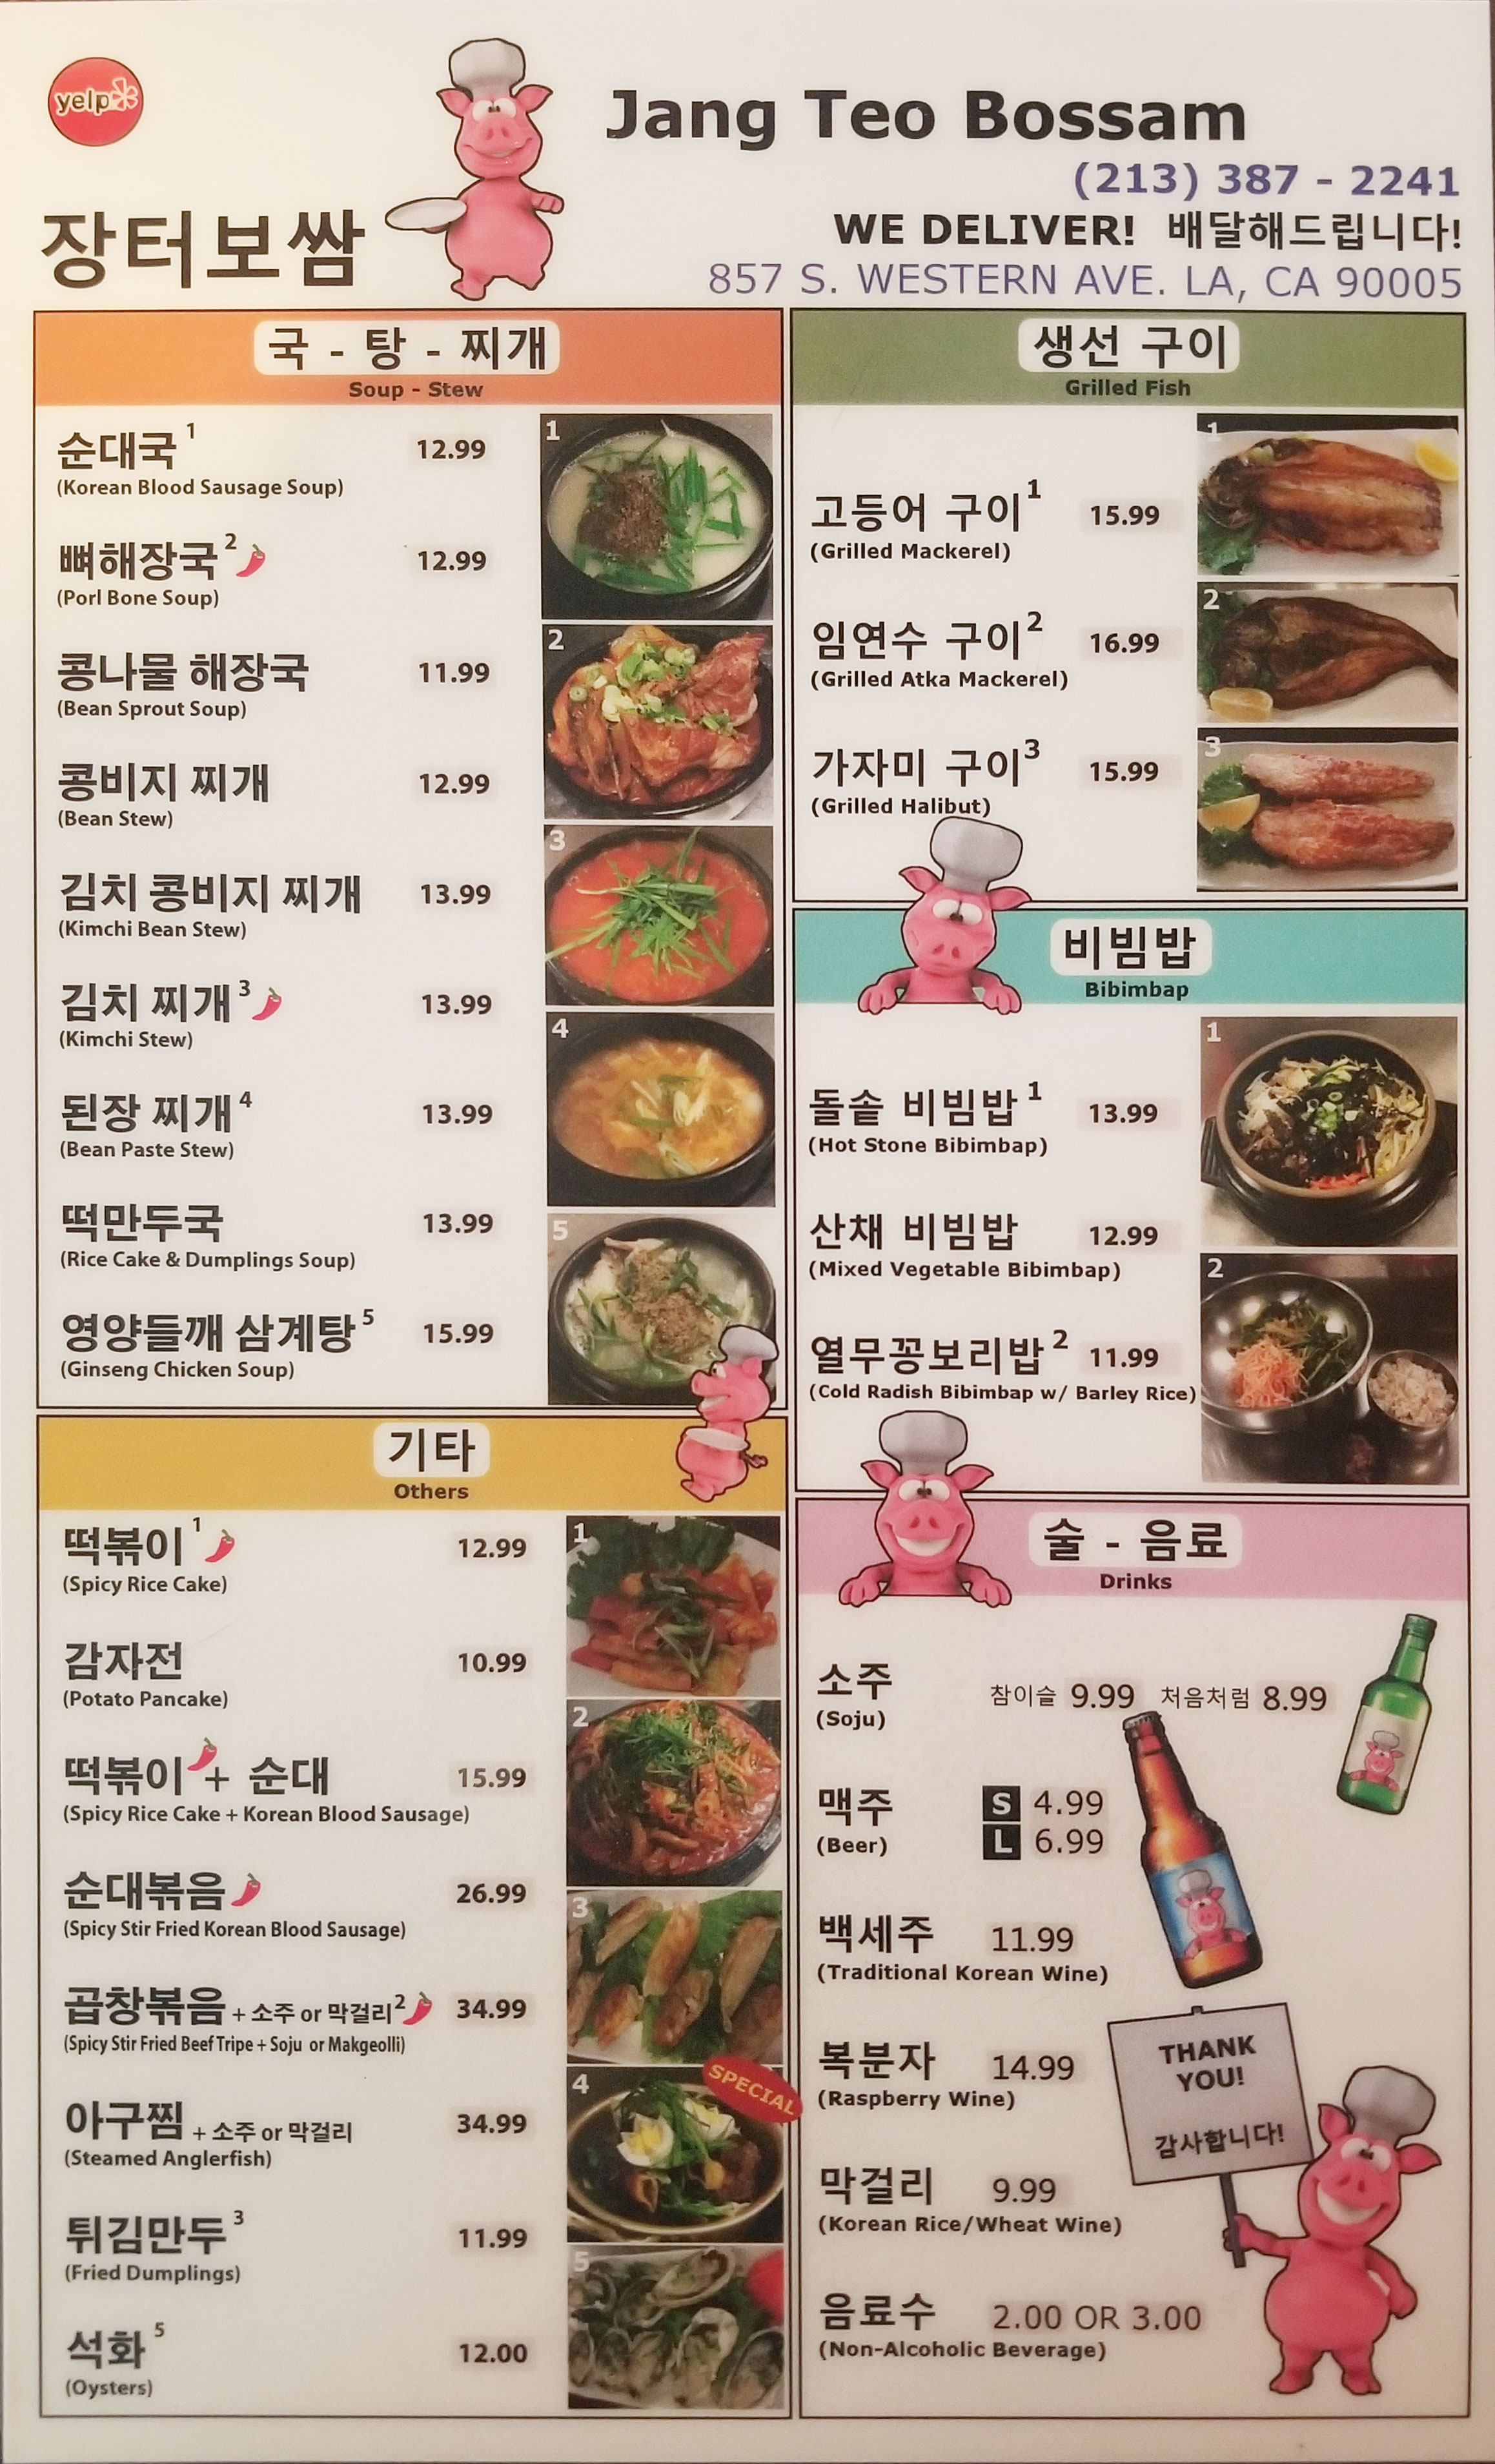 yelp
장터보쌈
Jang Teo Bossam
(213) 387 - 2241
WE DELIVER! 배달해드립니다!
857 S. WESTERN AVE. LA, CA 90005
국 - 탕 - 찌개
Soup - Stew
순대국 1 12.99
(Korean Blood Sausage Soup)
뼈해장국 2 12.99
(Porl Bone Soup)
콩나물 해장국 11.99
(Bean Sprout Soup)
콩비지 찌개 12.99
(Bean Stew)
김치 콩비지 찌개 13.99
(Kimchi Bean Stew)
김치 찌개 3 13.99
(Kimchi Stew)
된장 찌개 4 13.99
(Bean Paste Stew)
떡만두국 13.99
(Rice Cake & Dumplings Soup)
영양들깨 삼계탕 5 15.99
(Ginseng Chicken Soup)
1
2
3
4
5
기타
Others
떡볶이 1 12.99
(Spicy Rice Cake)
감자전 10.99
(Potato Pancake)
떡볶이 + 순대 15.99
(Spicy Rice Cake + Korean Blood Sausage)
순대볶음 26.99
(Spicy Stir Fried Korean Blood Sausage)
곱창볶음 + 소주 or 막걸리 2 34.99
(Spicy Stir Fried Beef Tripe + Soju or Makgeolli)
아구찜 + 소주 or 막걸리 34.99
(Steamed Anglerfish)
튀김만두 3 11.99
(Fried Dumplings)
석화 5 12.00
(Oysters)
1
2
3
4
SPECIAL
5
생선 구이
Grilled Fish
고등어 구이 1 15.99
(Grilled Mackerel)
임연수 구이 2 16.99
(Grilled Atka Mackerel)
가자미 구이 3 15.99
(Grilled Halibut)
1
2
3
비빔밥
Bibimbap
돌솥 비빔밥 1 13.99
(Hot Stone Bibimbap)
산채 비빔밥 12.99
(Mixed Vegetable Bibimbap)
열무꽁보리밥 2 11.99
(Cold Radish Bibimbap w/ Barley Rice)
1
2
술 - 음료
Drinks
소주 참이슬 9.99 처음처럼 8.99
(Soju)
맥주 S 4.99
(Beer) L 6.99
백세주 11.99
(Traditional Korean Wine)
복분자 14.99
(Raspberry Wine)
막걸리 9.99
(Korean Rice/Wheat Wine)
음료수 2.00 OR 3.00
(Non-Alcoholic Beverage)
THANK
YOU!
감사합니다!